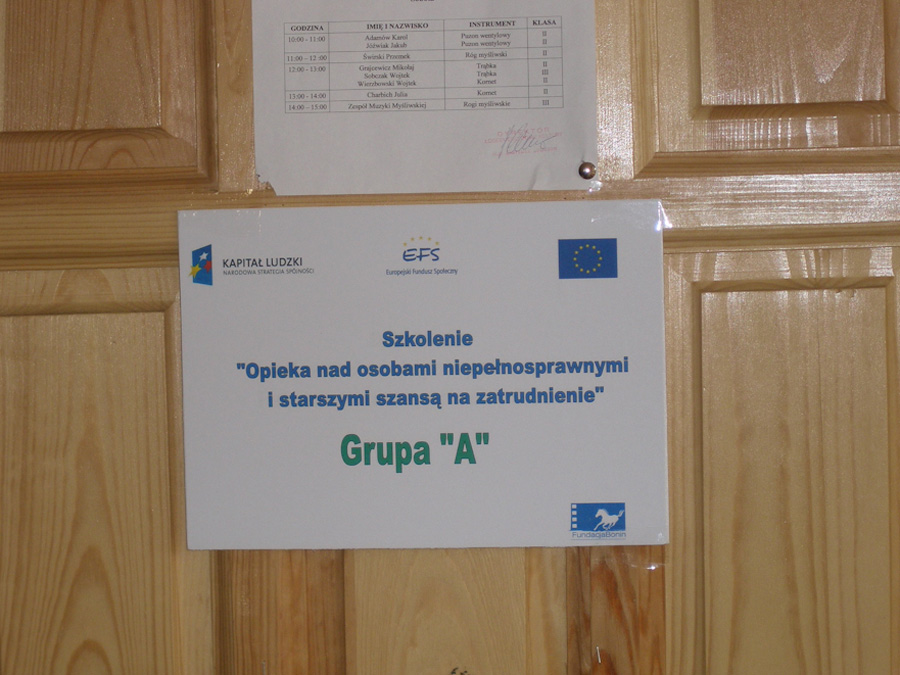 GODZINA IMIĘ I NAZWISKO INSTRUMENT KLASA
10:00 - 11:00 Adamów Karol Puzon wentylowy II
Jóźwiak Jakub Puzon wentylowy II
11:00 - 12:00 Świrski Przemek Róg myśliwski II
12:00 - 13:00 Grajcewicz Mikołaj Trąbka II
Sobczak Wojtek Trąbka III
Wierzbowski Wojtek Kornet II
13:00 - 14:00 Charbich Julia Kornet II
14:00 - 15:00 Zespół Muzyki Myśliwskiej Rogi myśliwskie III
KAPITAŁ LUDZKI
NARODOWA STRATEGIA SPÓJNOŚCI
EFS
Europejski Fundusz Społeczny
Szkolenie
"Opieka nad osobami niepełnosprawnymi
i starszymi szansą na zatrudnienie"
Grupa "A"
FundacjaBonin